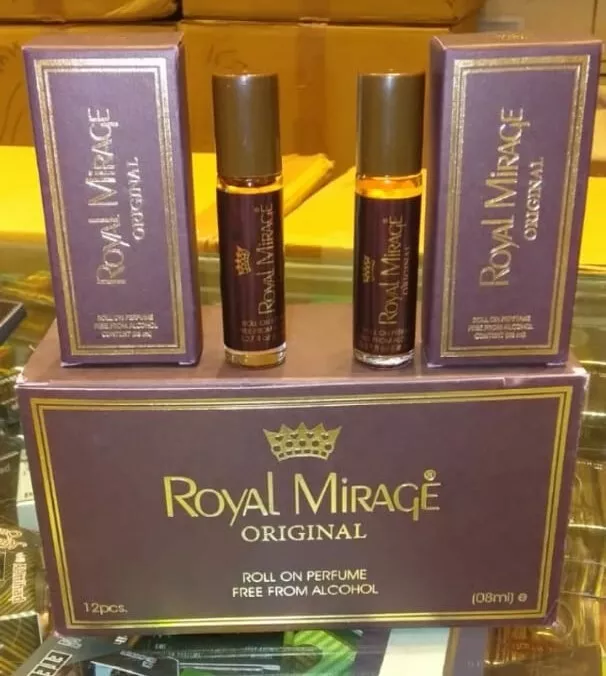 ROYAL MIRAGE
ORIGINAL
ROLL ON PERFUME
FREE FROM ALCOHOL
ROYAL MIRAGE®
ROYAL MIRAGE®
ORIGINAL
ROYAL MIRAGE
ORIGINAL
ROLL ON PERFUME
FREE FROM ALCOHOL
ROYAL MIRAGE®
ORIGINAL
ROLL ON PERFUME
FREE FROM ALCOHOL
12pcs.
(08ml) e